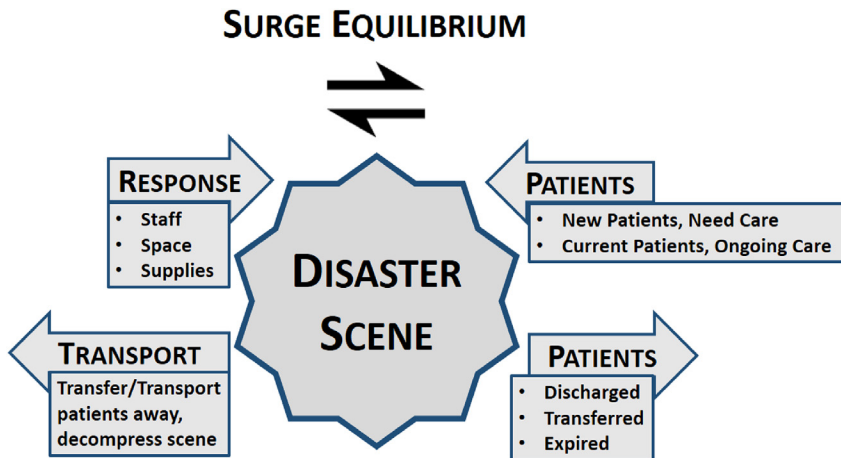 SURGE EQUILIBRIUM
RESPONSE
• Staff
• Space
• Supplies
PATIENTS
• New Patients, Need Care
• Current Patients, Ongoing Care
DISASTER
SCENE
TRANSPORT
Transfer/Transport
patients away,
decompress scene
PATIENTS
• Discharged
• Transferred
• Expired